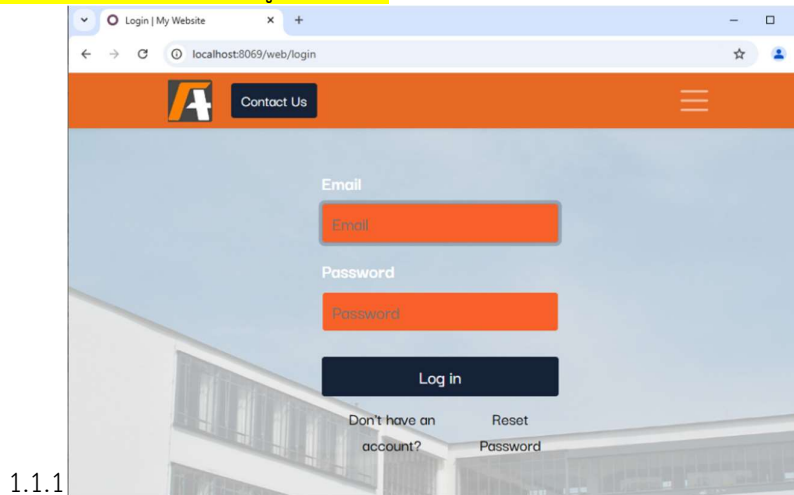 Login | My Website
localhost:8069/web/login
Contact Us
Email
Email
Password
Password
Log in
Don't have an account?
Reset Password
1.1.1